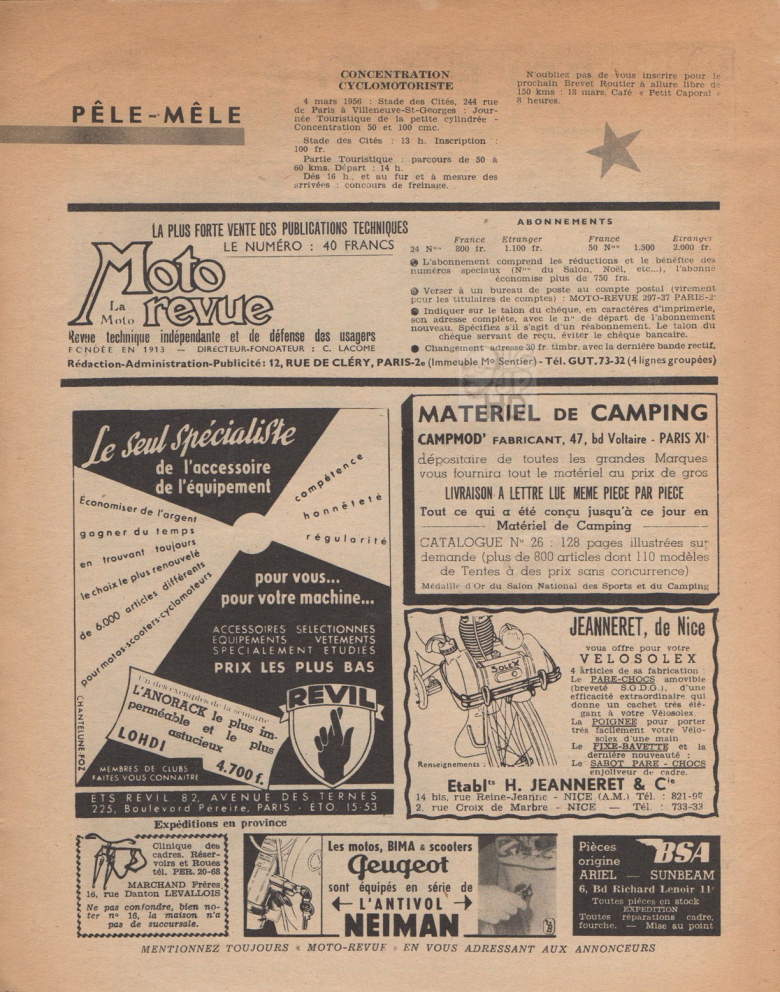 PÊLE-MÊLE
CONCENTRATION
CYCLOMOTORISTE
4 mars 1956 : Stade des Cités, 244 rue
de Paris à Villeneuve-St-Georges : Jour-
née Touristique de la petite cylindrée -
Concentration 50 et 100 cmc.
Stade des Cités : 13 h. Inscription :
100 fr.
Partie Touristique : parcours de 50 à
60 kms. Départ : 14 h.
Dès 16 h., et au fur et à mesure des
arrivées : concours de freinage.
N'oubliez pas de vous inscrire pour le
prochain Brevet Routier à allure libre de
150 kms : 18 mars, Café « Petit Caporal »
8 heures.
LA PLUS FORTE VENTE DES PUBLICATIONS TECHNIQUES
LE NUMÉRO : 40 FRANCS
Moto
revue
La
Moto
Revue technique indépendante et de défense des usagers
FONDÉE EN 1913 — DIRECTEUR-FONDATEUR : C. LACOME
ABONNEMENTS
France Etranger France Etranger
24 Nos 800 fr. 1.100 fr. 50 Nos 1.500 2.000 fr.
L'abonnement comprend les réductions et le bénéfice des
numéros spéciaux (Nos du Salon, Noël, etc...), l'abonné
économise plus de 750 frs.
Verser à un bureau de poste au compte postal (virement
pour les titulaires de comptes) : MOTO-REVUE 297-37 PARIS-2e
Indiquer sur le talon du chèque, en caractères d'imprimerie,
son adresse complète, avec le n° de départ de l'abonnement
nouveau. Spécifiez s'il s'agit d'un réabonnement. Le talon du
chèque servant de reçu, éviter le chèque bancaire.
Changement adresse 30 fr. timbr. avec la dernière bande rectif.
Rédaction-Administration-Publicité : 12, RUE DE CLÉRY, PARIS-2e (Immeuble Mo Sentier) - Tél. GUT. 73-32 (4 lignes groupées)
Le Seul Spécialiste
de l'accessoire
de l'équipement
compétence
honnêteté
régularité
Économiser de l'argent
gagner du temps
en trouvant toujours
le choix le plus renouvelé
de 6.000 articles différents
pour motos-scooters cyclomoteurs
pour vous...
pour votre machine...
ACCESSOIRES SELECTIONNES
EQUIPEMENTS VETEMENTS
SPECIALEMENT ETUDIES
PRIX LES PLUS BAS
Un des exemples de la semaine
L'ANORACK le plus im-
perméable et le plus
astucieux
LOHDI
4.700 f.
REVIL
CHANTELUNE FOZ
MEMBRES DE CLUBS
FAITES VOUS CONNAITRE
ETS REVIL 82, AVENUE DES TERNES
225, Boulevard Pereire, PARIS - ETO. 15-53
Expéditions en province
MATERIEL DE CAMPING
CAMPMOD' FABRICANT, 47, bd Voltaire - PARIS XIe
dépositaire de toutes les grandes Marques
vous fournira tout le matériel au prix de gros
LIVRAISON A LETTRE LUE MEME PIECE PAR PIECE
Tout ce qui a été conçu jusqu'à ce jour en
Matériel de Camping
CATALOGUE No 26 : 128 pages illustrées sur
demande (plus de 800 articles dont 110 modèles
de Tentes à des prix sans concurrence)
Médaille d'Or du Salon National des Sports et du Camping
JEANNERET, de Nice
vous offre pour votre
VELOSOLEX
4 articles de sa fabrication :
Le PARE-CHOCS amovible
(breveté S.G.D.G.), d'une
efficacité extraordinaire qui
donne un cachet très élé-
gant à votre Vélosolex.
La POIGNEE pour porter
très facilement votre Vélo-
solex d'une main
Le FIXE-BAVETTE et la
dernière nouveauté :
Le SABOT PARE-CHOCS
enjoliveur de cadre.
SOLEX
Renseignements :
Etablts H. JEANNERET & Cie
14 bis, rue Reine-Jeanne - NICE (A.M.) Tél. : 821-97
2, rue Croix de Marbre - NICE — Tél. : 733-33
Clinique des
cadres. Réser-
voirs et Roues
tél. PER. 20-68
MARCHAND Frères
16, rue Danton LEVALLOIS
Ne pas confondre, bien no-
ter n° 16, la maison n'a
pas de succursale.
Les motos, BIMA & scooters
Peugeot
sont équipés en série de
L'ANTIVOL
NEIMAN
Pièces
origine BSA
ARIEL — SUNBEAM
6, Bd Richard Lenoir 11e
Toutes pièces en stock
EXPEDITION
Toutes réparations cadre,
fourche. — Mise au point
MENTIONNEZ TOUJOURS « MOTO-REVUE » EN VOUS ADRESSANT AUX ANNONCEURS